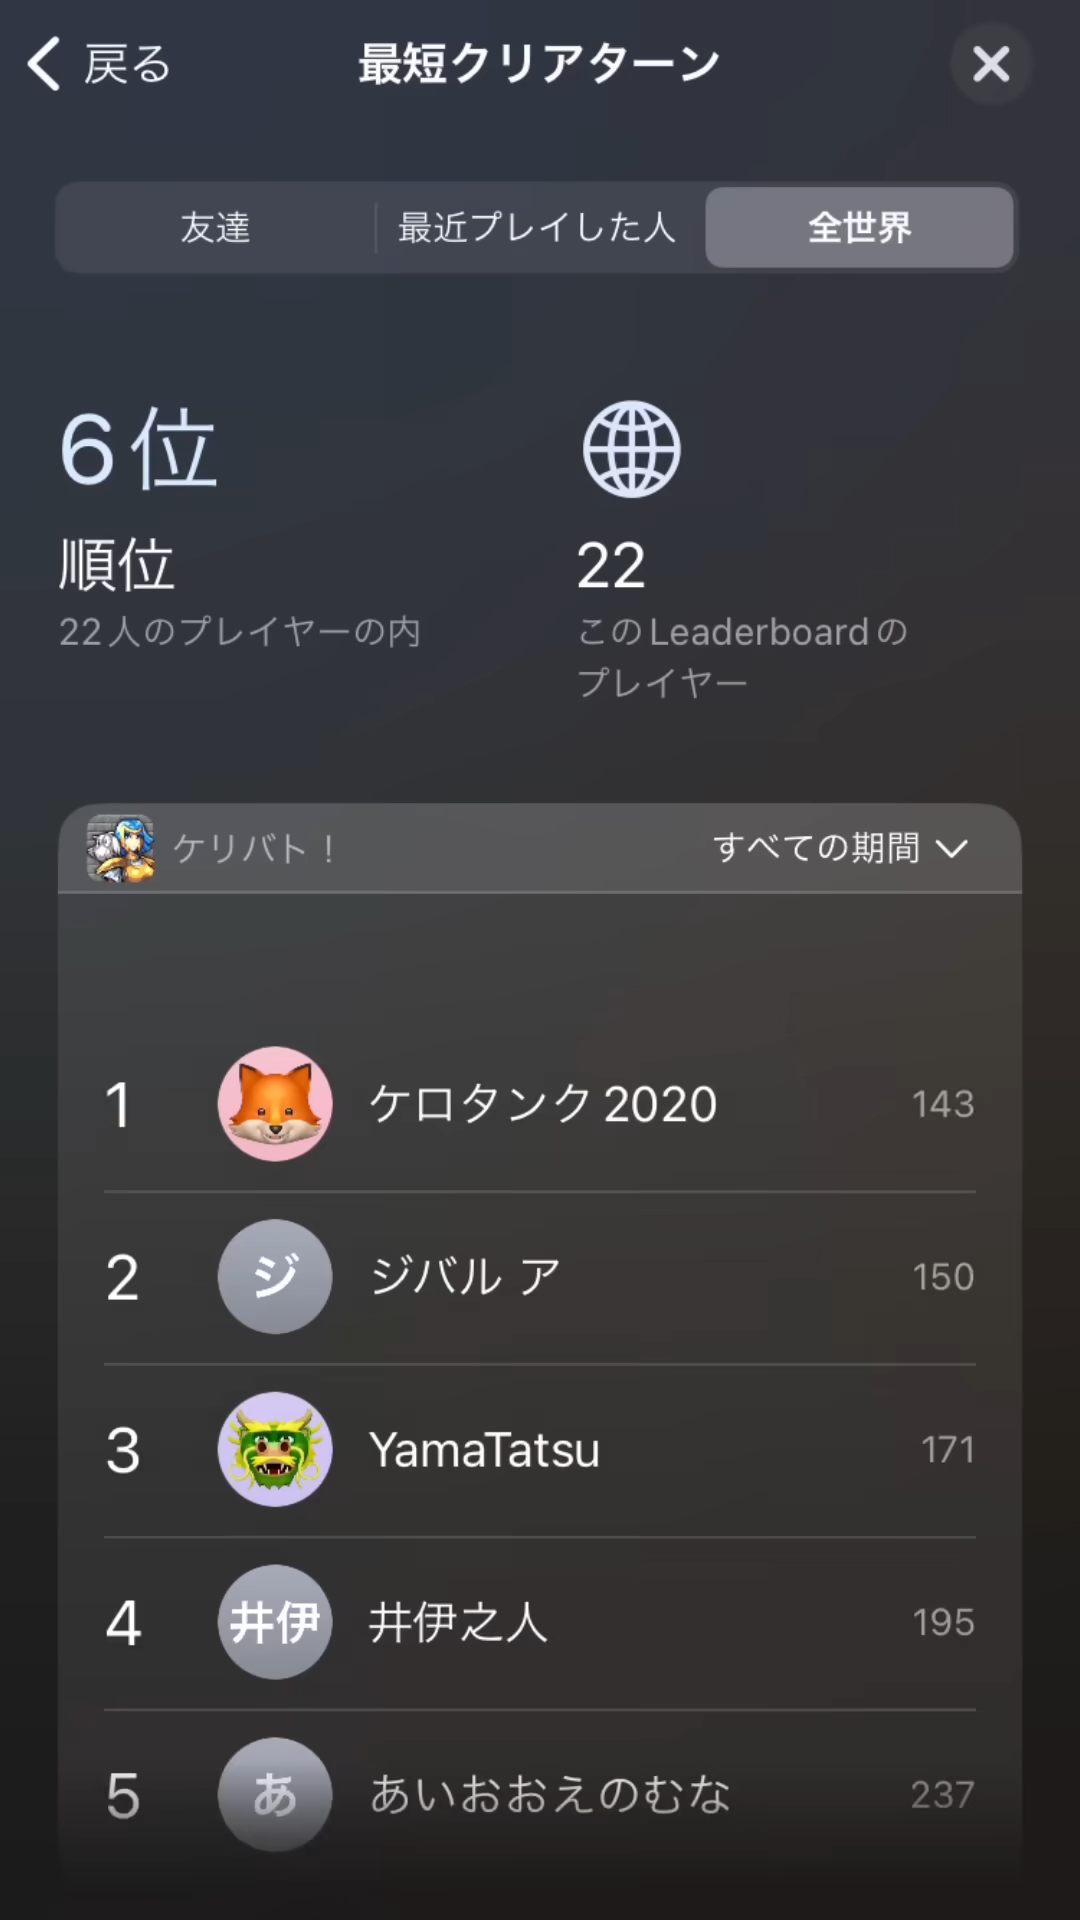 戻る
最短クリアターン
友達
最近プレイした人
全世界
6位
順位
22人のプレイヤーの内
22
このLeaderboardの
プレイヤー
ケリバト！
すべての期間
1
ケロタンク2020
143
2
ジ
ジバル ア
150
3
YamaTatsu
171
4
井伊
井伊之人
195
5
あ
あいおおえのむな
237